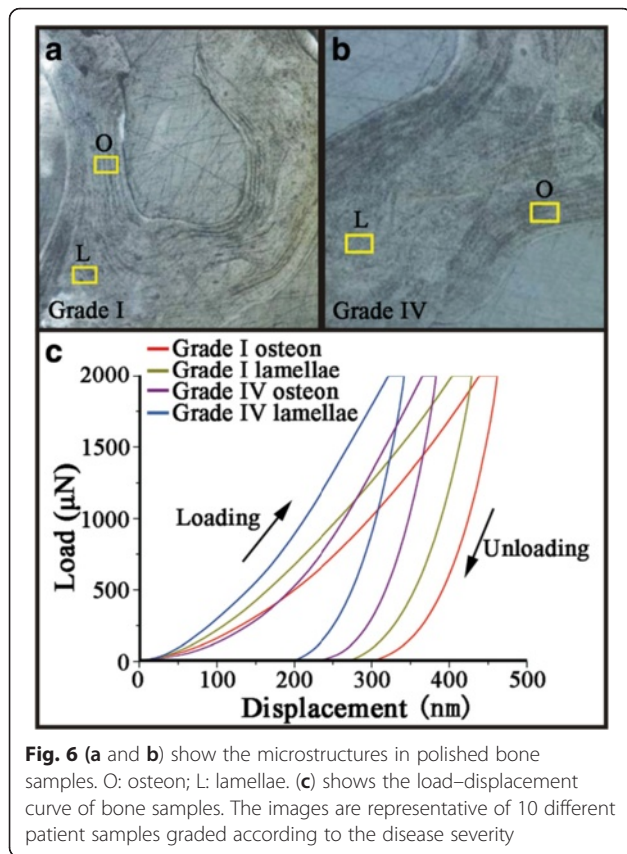 a
b
O
O
L
L
Grade I
Grade IV
c
Grade I osteon
Grade I lamellae
Grade IV osteon
Grade IV lamellae
2000
1500
1000
500
0
Load (μN)
Loading
Unloading
0 100 200 300 400 500
Displacement (nm)
Fig. 6 (a and b) show the microstructures in polished bone
samples. O: osteon; L: lamellae. (c) shows the load–displacement
curve of bone samples. The images are representative of 10 different
patient samples graded according to the disease severity